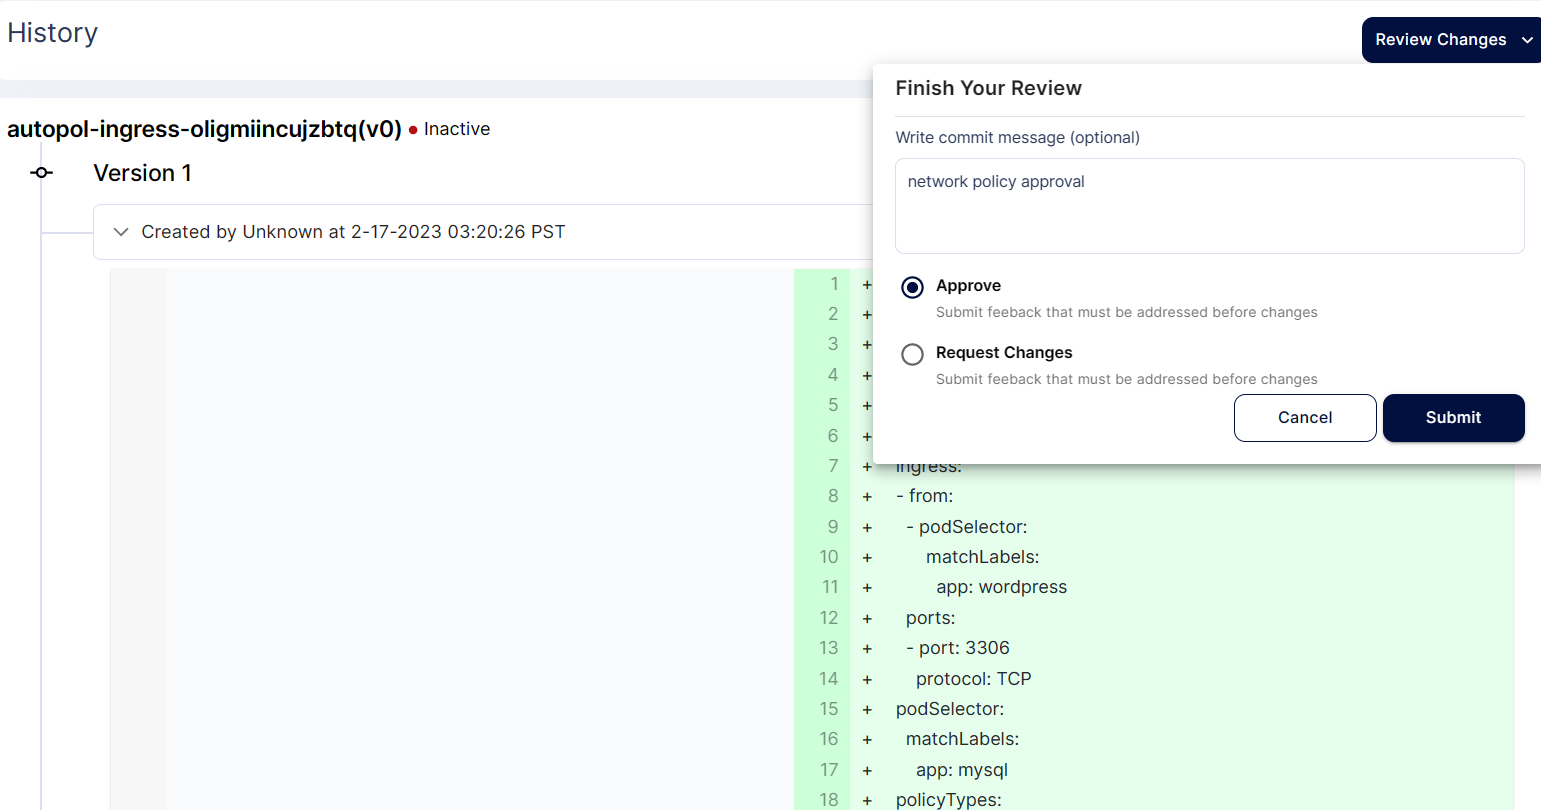 History
Review Changes
Finish Your Review
Write commit message (optional)
network policy approval
Approve
Submit feeback that must be addressed before changes
Request Changes
Submit feeback that must be addressed before changes
Cancel
Submit
autopol-ingress-oligmiincujzbtq(v0) Inactive
Version 1
Created by Unknown at 2-17-2023 03:20:26 PST
1 +
2 +
3 +
4 +
5 +
6 +
7 + ingress:
8 + - from:
9 + - podSelector:
10 + matchLabels:
11 + app: wordpress
12 + ports:
13 + - port: 3306
14 + protocol: TCP
15 + podSelector:
16 + matchLabels:
17 + app: mysql
18 + policyTypes: